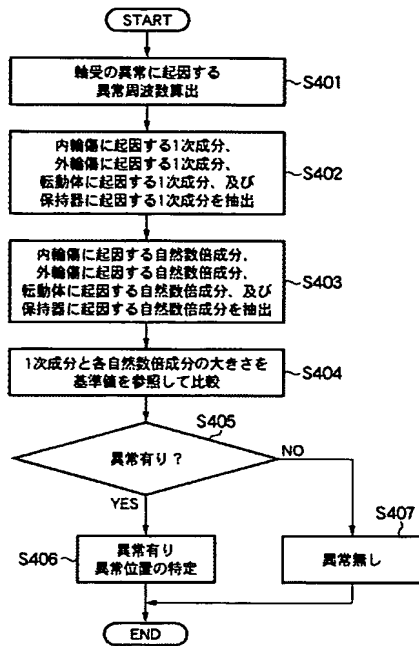 START
軸受の異常に起因する
異常周波数算出
S401
内輪傷に起因する1次成分、
外輪傷に起因する1次成分、
転動体に起因する1次成分、及び
保持器に起因する1次成分を抽出
S402
内輪傷に起因する自然数倍成分、
外輪傷に起因する自然数倍成分、
転動体に起因する自然数倍成分、及び
保持器に起因する自然数倍成分を抽出
S403
1次成分と各自然数倍成分の大きさを
基準値を参照して比較
S404
S405
異常有り？
NO
YES
S407
S406
異常有り
異常位置の特定
異常無し
END